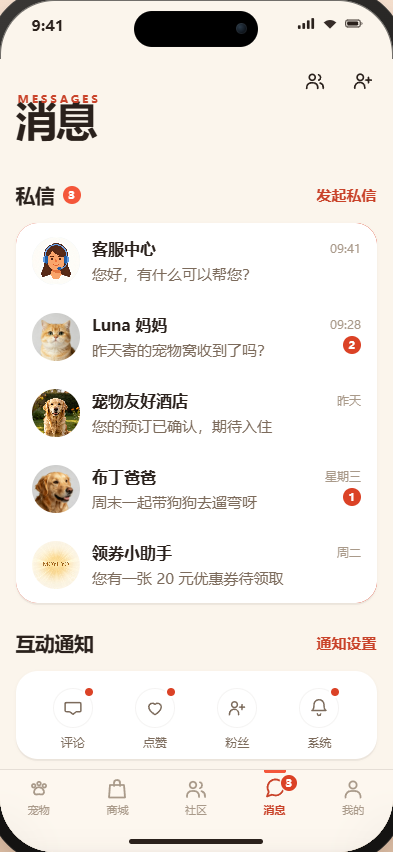 9:41
MESSAGES
消息
私信 3
发起私信
客服中心
09:41
您好，有什么可以帮您？
Luna 妈妈
09:28
昨天寄的宠物窝收到了吗？
2
宠物友好酒店
昨天
您的预订已确认，期待入住
布丁爸爸
星期三
周末一起带狗狗去遛弯呀
1
领券小助手
周二
您有一张 20 元优惠券待领取
互动通知
通知设置
评论
点赞
粉丝
系统
3
宠物
商城
社区
消息
我的